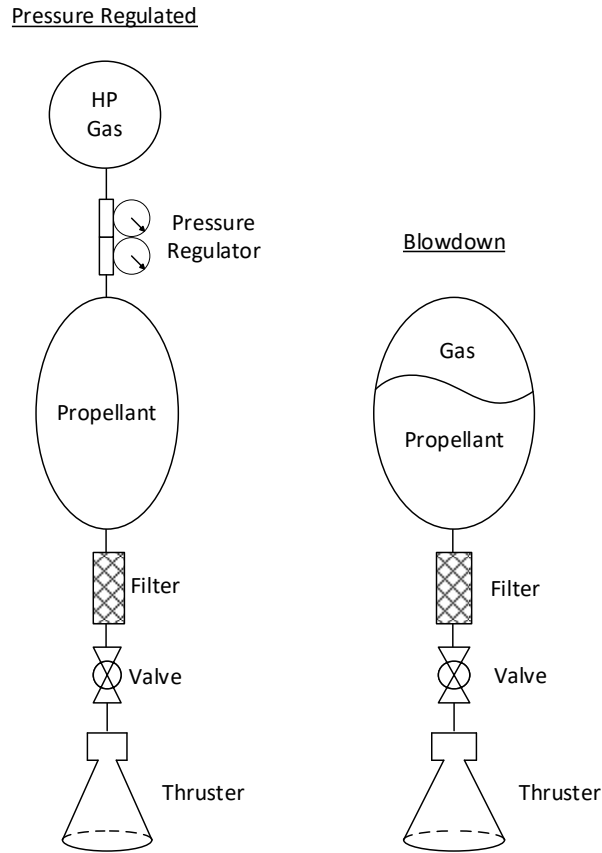 Pressure Regulated
HP
Gas
Pressure
Regulator
Propellant
Filter
Valve
Thruster
Blowdown
Gas
Propellant
Filter
Valve
Thruster